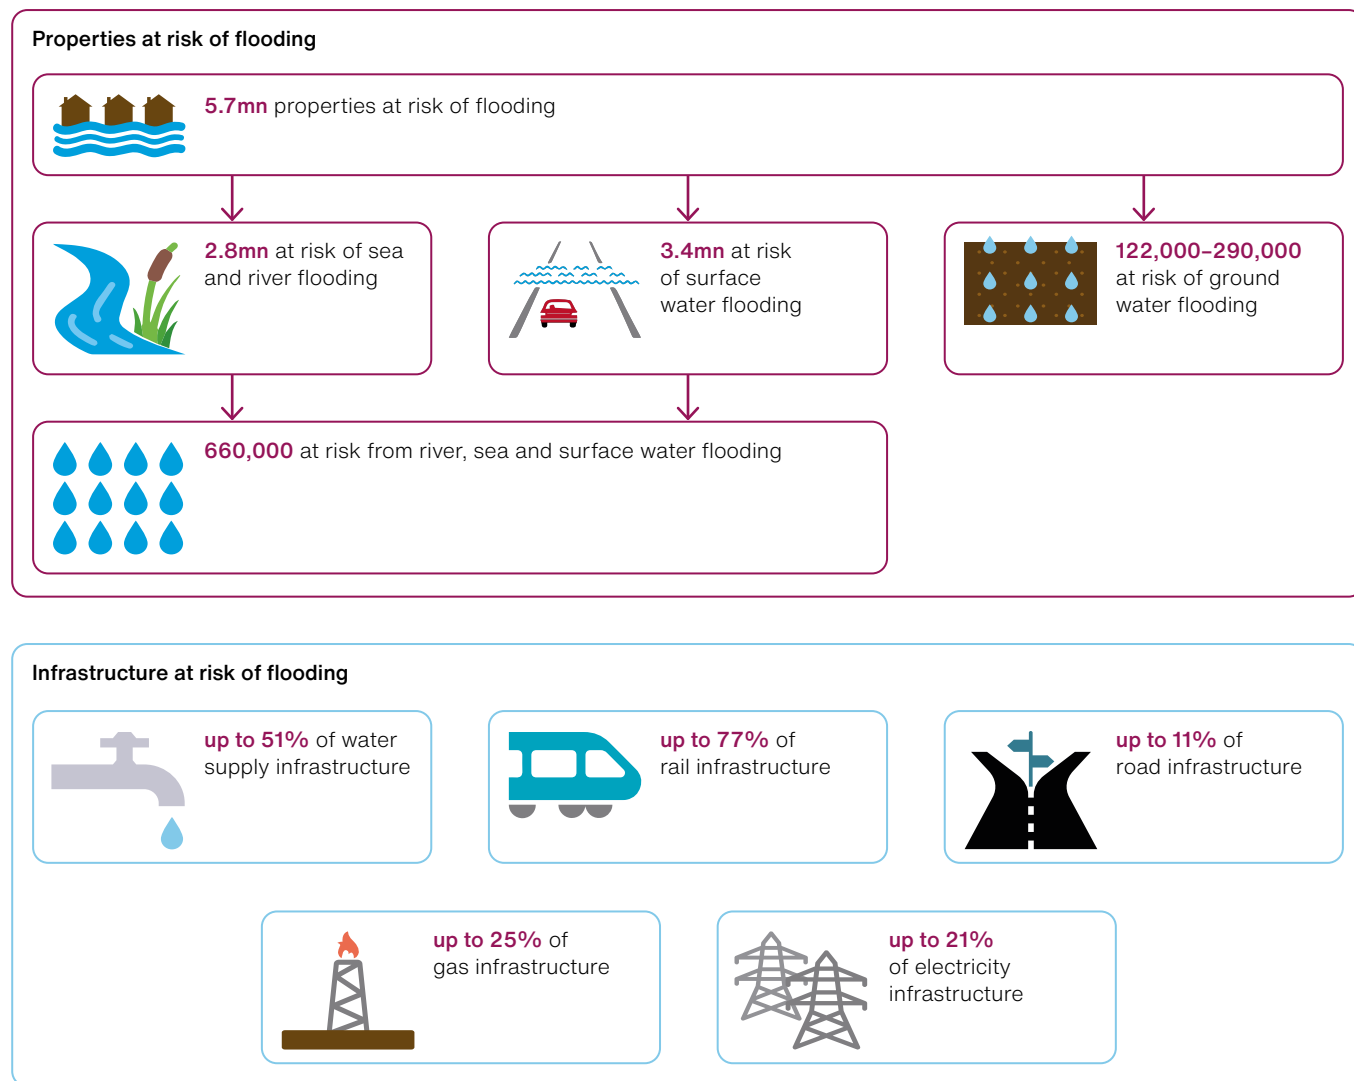 Properties at risk of flooding
5.7mn properties at risk of flooding
2.8mn at risk of sea
and river flooding
3.4mn at risk
of surface
water flooding
122,000–290,000
at risk of ground
water flooding
660,000 at risk from river, sea and surface water flooding
Infrastructure at risk of flooding
up to 51% of water
supply infrastructure
up to 77% of
rail infrastructure
up to 11% of
road infrastructure
up to 25% of
gas infrastructure
up to 21%
of electricity
infrastructure